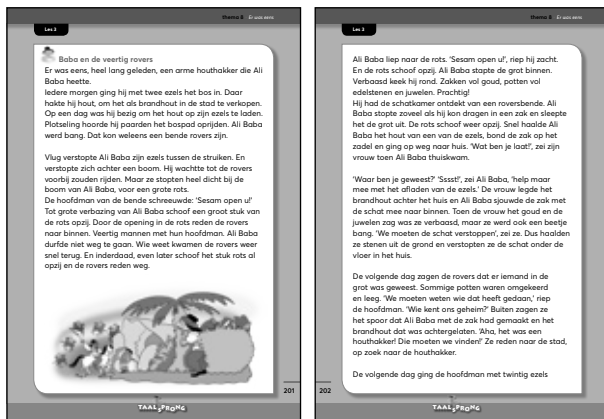 thema 8 Er was eens
Les 3
Baba en de veertig rovers
Er was eens, heel lang geleden, een arme houthakker die Ali
Baba heette.
Iedere morgen ging hij met twee ezels het bos in. Daar
hakte hij hout, om het als brandhout in de stad te verkopen.
Op een dag was hij bezig om het hout op zijn ezels te laden.
Plotseling hoorde hij paarden het bospad oprijden. Ali Baba
werd bang. Dat kon weleens een bende rovers zijn.
Vlug verstopte Ali Baba zijn ezels tussen de struiken. En
verstopte zich achter een boom. Hij wachtte tot de rovers
voorbij zouden rijden. Maar ze stopten heel dicht bij de
boom van Ali Baba, voor een grote rots.
De hoofdman van de bende schreeuwde: 'Sesam open u!'
Tot grote verbazing van Ali Baba schoof een groot stuk van
de rots opzij. Door de opening in de rots reden de rovers
naar binnen. Veertig mannen met hun hoofdman. Ali Baba
durfde niet weg te gaan. Wie weet kwamen de rovers weer
snel terug. En inderdaad, even later schoof het stuk rots al
opzij en de rovers reden weg.
201
TAALSPRONG
thema 8 Er was eens
Les 3
Ali Baba liep naar de rots. 'Sesam open u!', riep hij zacht.
En de rots schoof opzij. Ali Baba stapte de grot binnen.
Verbaasd keek hij rond. Zakken vol goud, potten vol
edelstenen en juwelen. Prachtig!
Hij had de schatkamer ontdekt van een roversbende. Ali
Baba stopte zoveel als hij kon dragen in een zak en sleepte
het de grot uit. De rots schoof weer opzij. Snel haalde Ali
Baba het hout van een van de ezels, bond de zak op het
zadel en ging op weg naar huis. 'Wat ben je laat!', zei zijn
vrouw toen Ali Baba thuiskwam.
'Waar ben je geweest?' 'Sssst!', zei Ali Baba, 'help maar
mee met het afladen van de ezels.' De vrouw legde het
brandhout achter het huis en Ali Baba sjouwde de zak met
de schat mee naar binnen. Toen de vrouw het goud en de
juwelen zag was ze verbaasd, maar ze werd ook een beetje
bang. 'We moeten de schat verstoppen', zei ze. Dus haalden
ze stenen uit de grond en verstopten ze de schat onder de
vloer in het huis.
De volgende dag zagen de rovers dat er iemand in de
grot was geweest. Sommige potten waren omgekeerd
en leeg. 'We moeten weten wie dat heeft gedaan,' riep
de hoofdman. 'Wie kent ons geheim?' Buiten zagen ze
het spoor dat Ali Baba met de zak had gemaakt en het
brandhout dat was achtergelaten. 'Aha, het was een
houthakker! Die moeten we vinden!' Ze reden naar de stad,
op zoek naar de houthakker.
De volgende dag ging de hoofdman met twintig ezels
202
TAALSPRONG